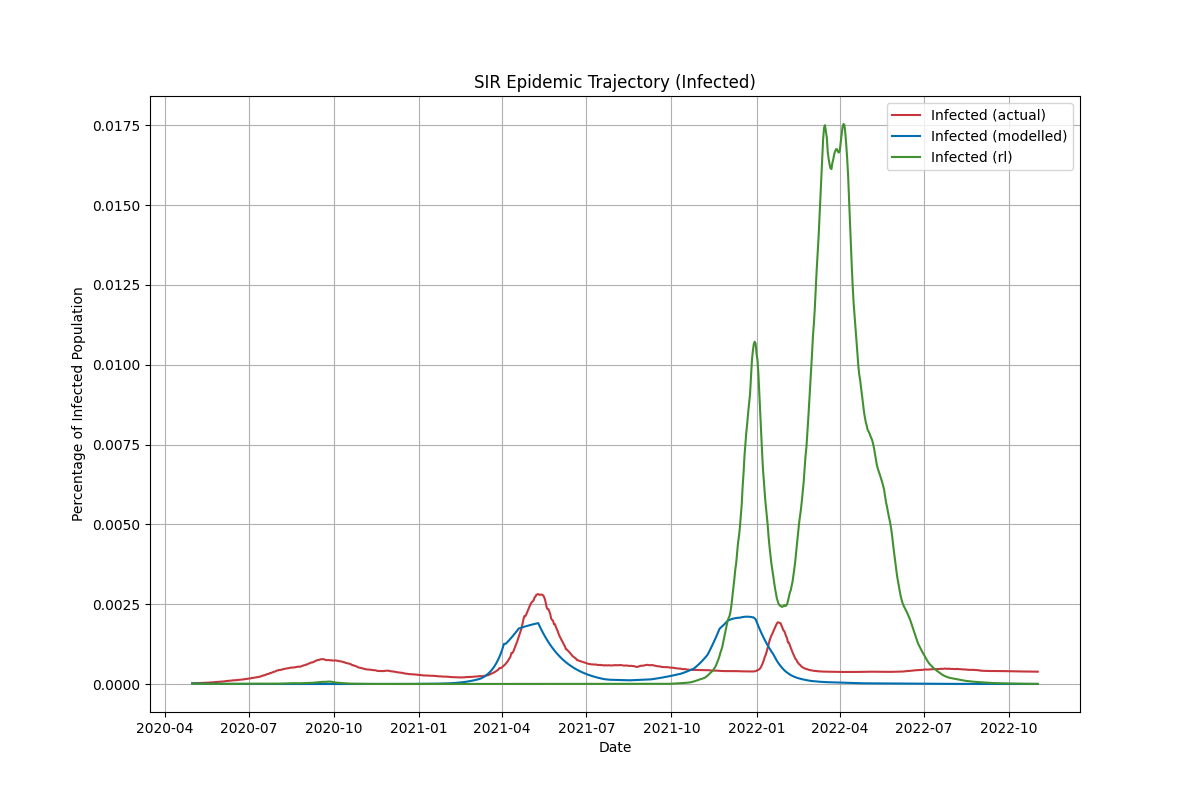 SIR Epidemic Trajectory (Infected)
Infected (actual)
Infected (modelled)
Infected (rl)
Percentage of Infected Population
0.0175
0.0150
0.0125
0.0100
0.0075
0.0050
0.0025
0.0000
2020-04 2020-07 2020-10 2021-01 2021-04 2021-07 2021-10 2022-01 2022-04 2022-07 2022-10
Date